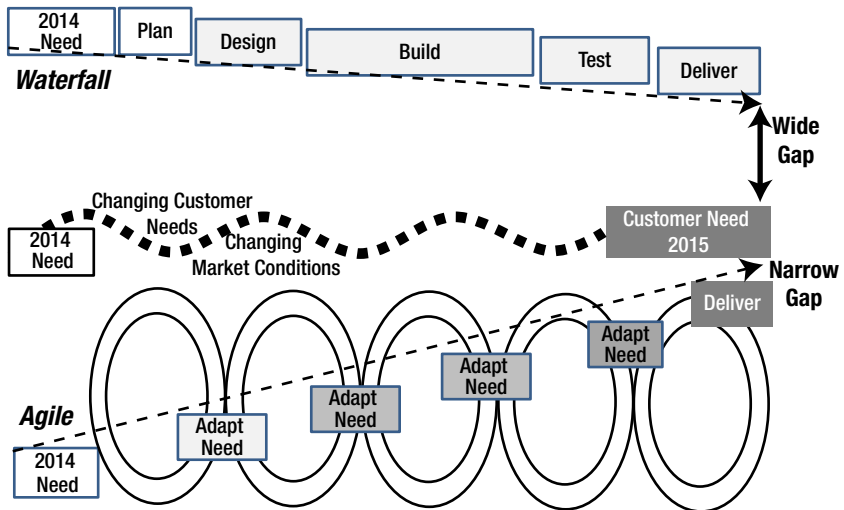 2014
Need
Plan
Design
Build
Test
Deliver
Waterfall
Wide
Gap
Changing Customer
Needs
Changing
Market Conditions
2014
Need
Customer Need
2015
Narrow
Gap
Deliver
Adapt
Need
Adapt
Need
Adapt
Need
Adapt
Need
Agile
2014
Need